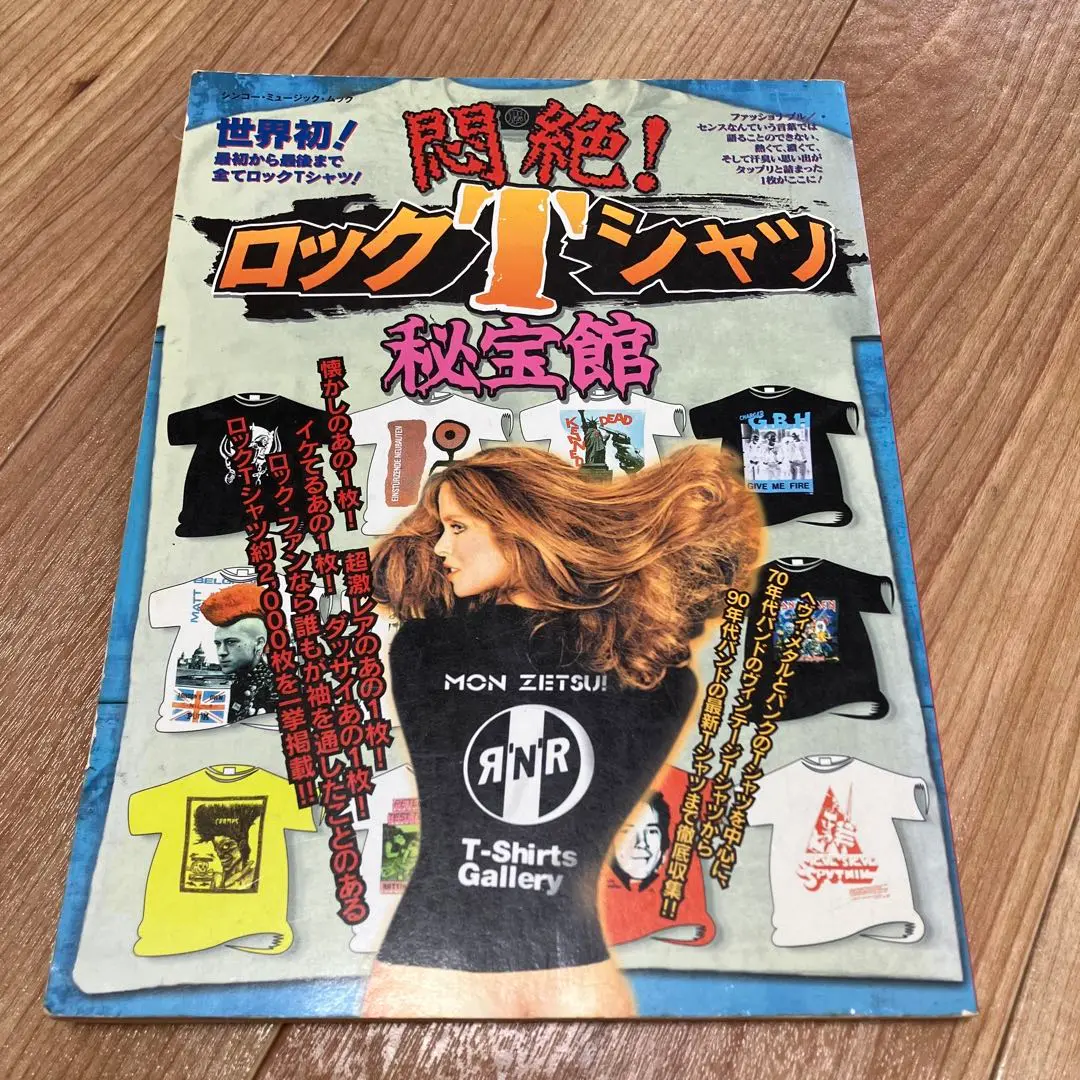 シンコー・ミュージック・ムック
世界初!
最初から最後まで
全てロックTシャツ!
悶絶!
ファッショナブル/・
センスなんていう言葉では
語ることのできない、
熱くて、濃くて、
そして汗臭い思い出が
タップリと詰まった
1枚がここに!
ロックTシャツ
秘宝館
懐かしのあの1枚! 超激レアのあの1枚!
イケてるあの1枚! ダッサイあの1枚!
ロック・ファンなら誰もが袖を通したことのある
ロックTシャツ約2,000枚を一挙掲載!!
ヘヴィ・メタルとパンクのTシャツを中心に、
70年代バンドのヴィンテージTシャツから
90年代バンドの最新Tシャツまで徹底収集!!
EINSTURZENDE NEUBAUTEN
DEAD
CHARGED
G.B.H
GIVE ME FIRE
MATT
CRAMPS
SPUTNIK
MON ZETSU!
R'N'R
T-Shirts
Gallery